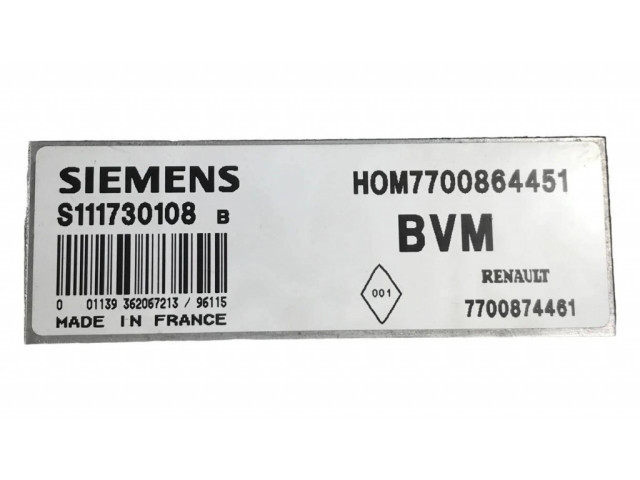 SIEMENS
S111730108 B
0 01139 362067213 / 96115
MADE IN FRANCE
HOM7700864451
BVM
001
RENAULT
7700874461